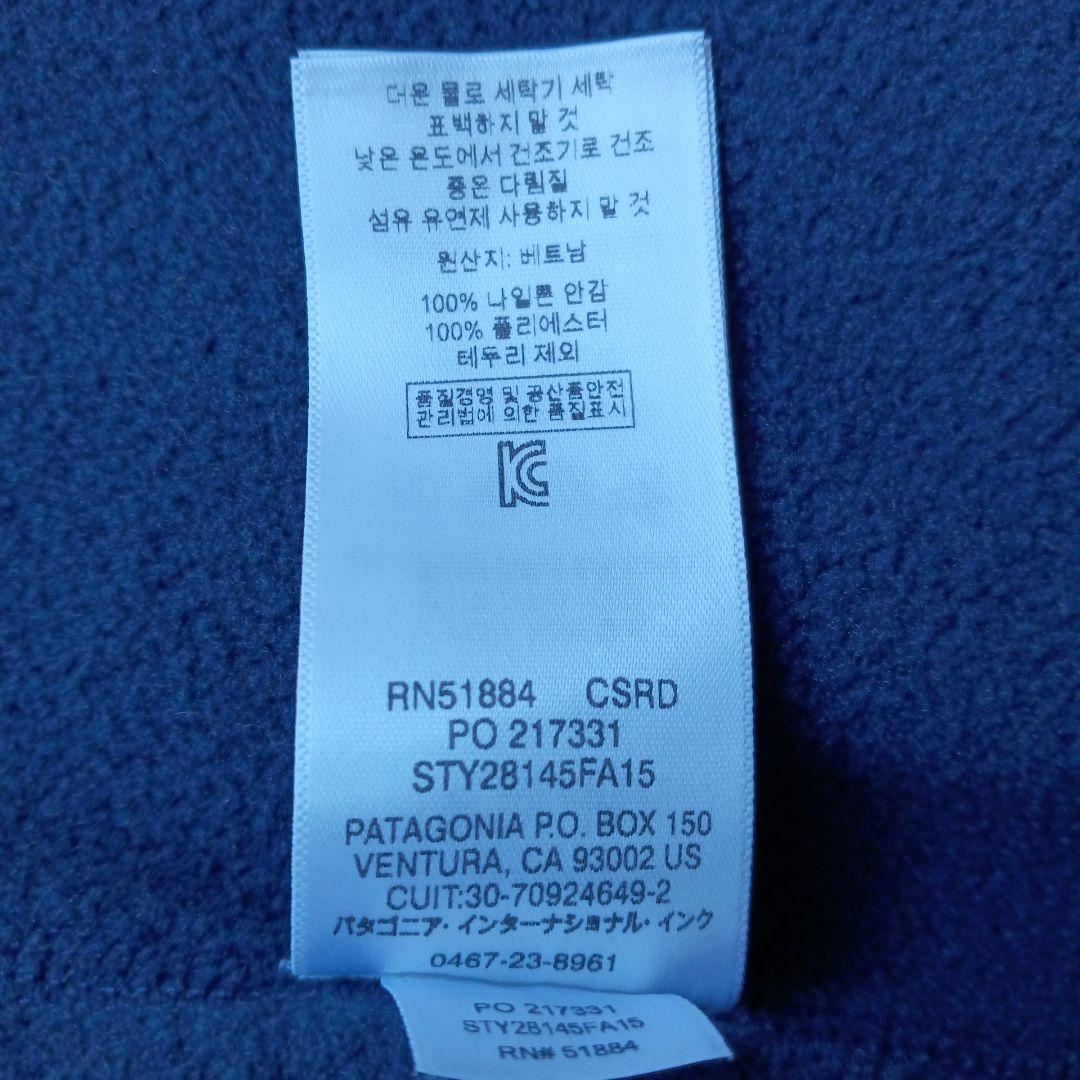 더운 물로 세탁기 세탁
표백하지 말 것
낮은 온도에서 건조기로 건조
중온 다림질
섬유 유연제 사용하지 말 것
원산지: 베트남
100% 나일론 안감
100% 폴리에스터
테두리 제외
품질경영 및 공산품안전
관리법에 의한 품질표시
KC
RN51884 CSRD
PO 217331
STY28145FA15
PATAGONIA P.O. BOX 150
VENTURA, CA 93002 US
CUIT:30-70924649-2
パタゴニア・インターナショナル・インク
0467-23-8961
PO 217331
STY28145FA15
RN# 51884